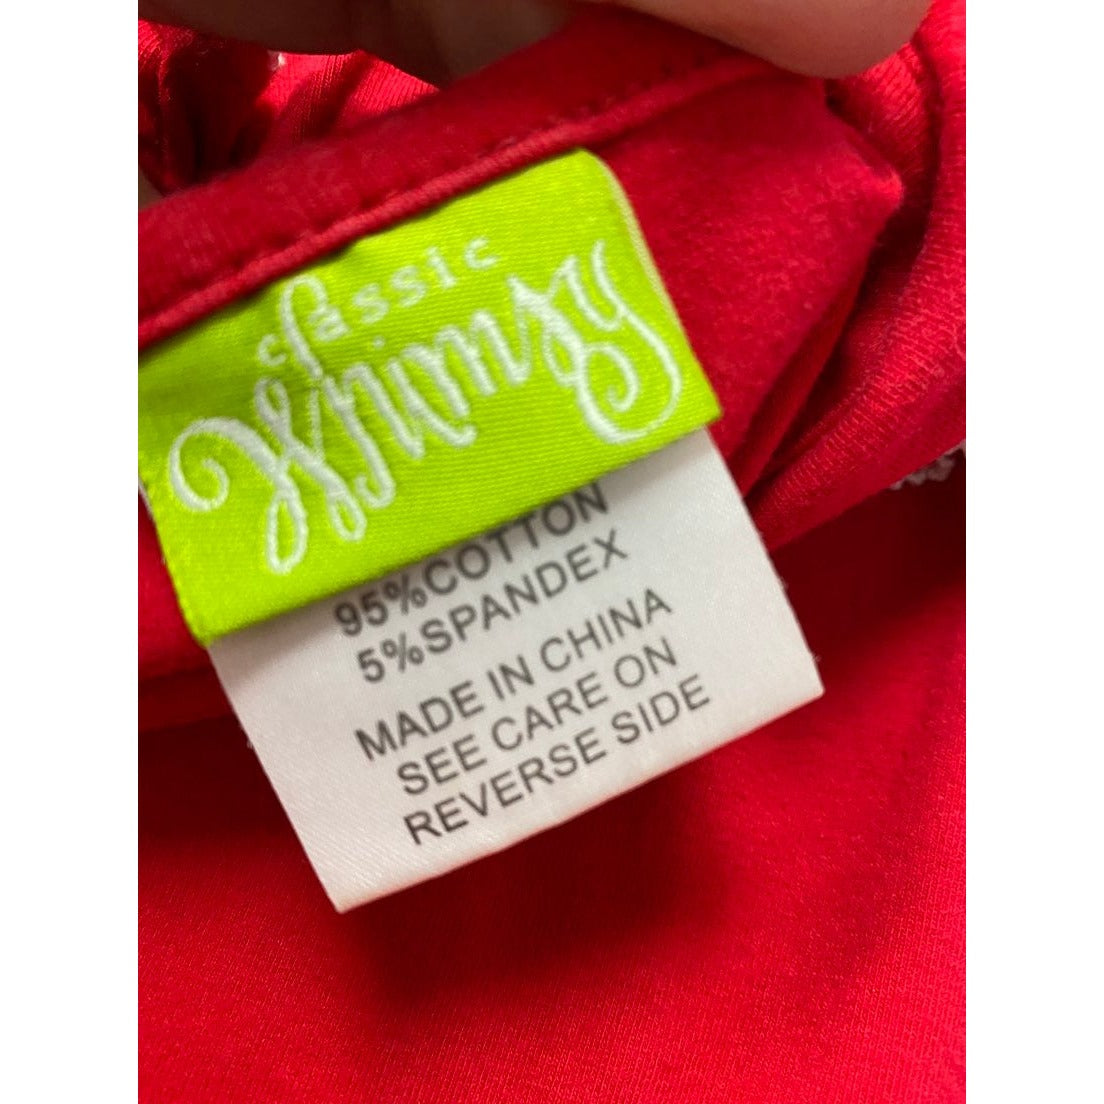 classic
Whimsy
95%COTTON
5%SPANDEX
MADE IN CHINA
SEE CARE ON
REVERSE SIDE